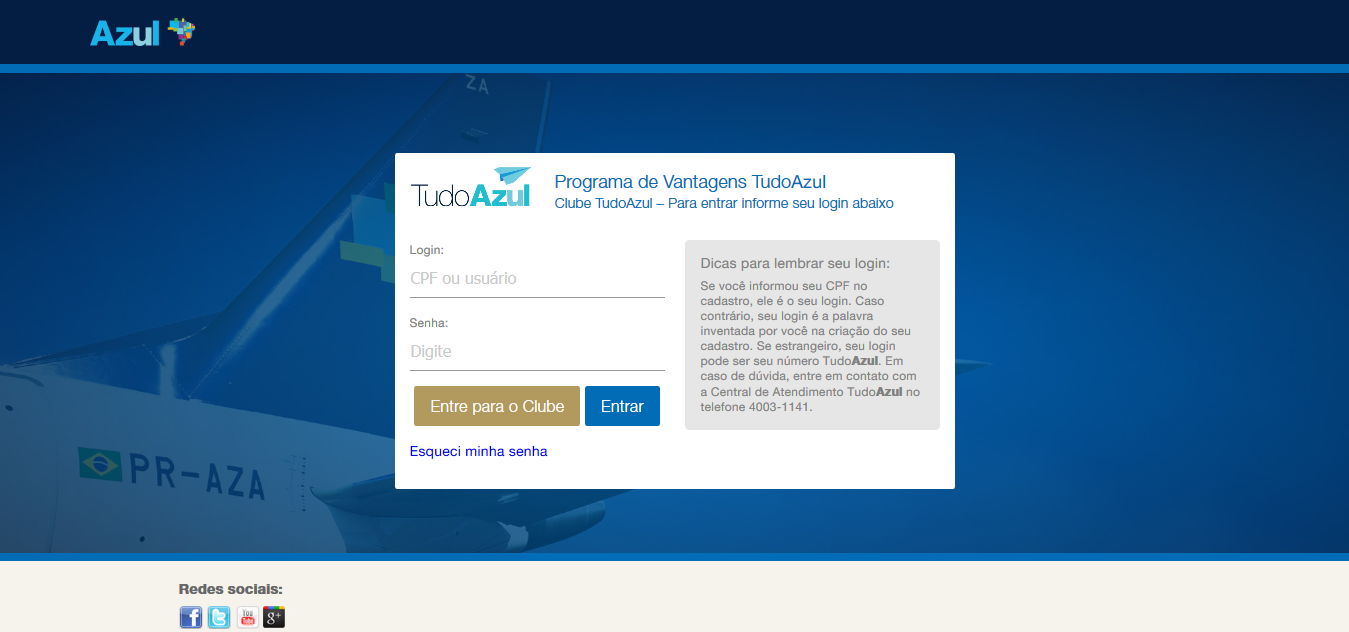 Azul
ZA
TudoAzul
Programa de Vantagens TudoAzul
Clube TudoAzul – Para entrar informe seu login abaixo
Login:
CPF ou usuário
Senha:
Digite
Entre para o Clube
Entrar
Esqueci minha senha
Dicas para lembrar seu login:
Se você informou seu CPF no
cadastro, ele é o seu login. Caso
contrário, seu login é a palavra
inventada por você na criação do seu
cadastro. Se estrangeiro, seu login
pode ser seu número TudoAzul. Em
caso de dúvida, entre em contato com
a Central de Atendimento TudoAzul no
telefone 4003-1141.
PR-AZA
Redes sociais:
f
You
Tube
g+